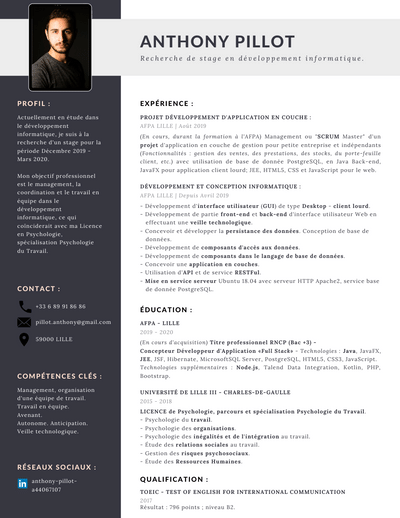 ANTHONY PILLOT
Recherche de stage en développement informatique.
PROFIL :
Actuellement en étude dans
le développement
informatique, je suis à la
recherche d'un stage pour la
période Décembre 2019 -
Mars 2020.
Mon objectif professionnel
est le management, la
coordination et le travail en
équipe dans le
développement
informatique, ce qui
coïnciderait avec ma Licence
en Psychologie,
spécialisation Psychologie
du Travail.
CONTACT :
+33 6 89 91 86 86
pillot.anthony@gmail.com
59000 LILLE
COMPÉTENCES CLÉS :
Management, organisation
d'une équipe de travail.
Travail en équipe.
Avenant.
Autonome. Anticipation.
Veille technologique.
RÉSEAUX SOCIAUX :
anthony-pillot-
a44067107
EXPÉRIENCE :
PROJET DÉVELOPPEMENT D'APPLICATION EN COUCHE :
AFPA LILLE | Août 2019
(En cours, durant la formation à l'AFPA) Management ou "SCRUM Master" d'un
projet d'application en couche de gestion pour petite entreprise et indépendants
(Fonctionnalités : gestion des ventes, des prestations, des stocks, du porte-feuille
client, etc.) avec utilisation de base de donnée PostgreSQL, en Java Back-end,
JavaFX pour application client lourd; JEE, HTML5, CSS et JavaScript pour le web.
DÉVELOPPEMENT ET CONCEPTION INFORMATIQUE :
AFPA LILLE | Depuis Avril 2019
- Développement d'interface utilisateur (GUI) de type Desktop - client lourd.
- Développement de partie front-end et back-end d'interface utilisateur Web en
effectuant une veille technologique.
- Concevoir et développer la persistance des données. Conception de base de
données.
- Développement de composants d'accès aux données.
- Développement de composants dans le langage de base de données.
- Concevoir une application en couches.
- Utilisation d'API et de service RESTFul.
- Mise en service serveur Ubuntu 18.04 avec serveur HTTP Apache2, service base
de donnée PostgreSQL.
ÉDUCATION :
AFPA - LILLE
2019 - 2020
(En cours d'acquisition) Titre professionnel RNCP (Bac +3) -
Concepteur Développeur d'Application «Full Stack» - Technologies : Java, JavaFX,
JEE, JSF, Hibernate, MicrosoftSQL Server, PostgreSQL, HTML5, CSS3, JavaScript.
Technologies supplémentaires : Node.js, Talend Data Integration, Kotlin, PHP,
Bootstrap.
UNIVERSITÉ DE LILLE III - CHARLES-DE-GAULLE
2015 - 2018
LICENCE de Psychologie, parcours et spécialisation Psychologie du Travail.
- Psychologie du travail.
- Psychologie des organisations.
- Psychologie des inégalités et de l'intégration au travail.
- Étude des relations sociales au travail.
- Gestion des risques psychosociaux.
- Étude des Ressources Humaines.
QUALIFICATION :
TOEIC - TEST OF ENGLISH FOR INTERNATIONAL COMMUNICATION
2017
Résultat : 796 points ; niveau B2.